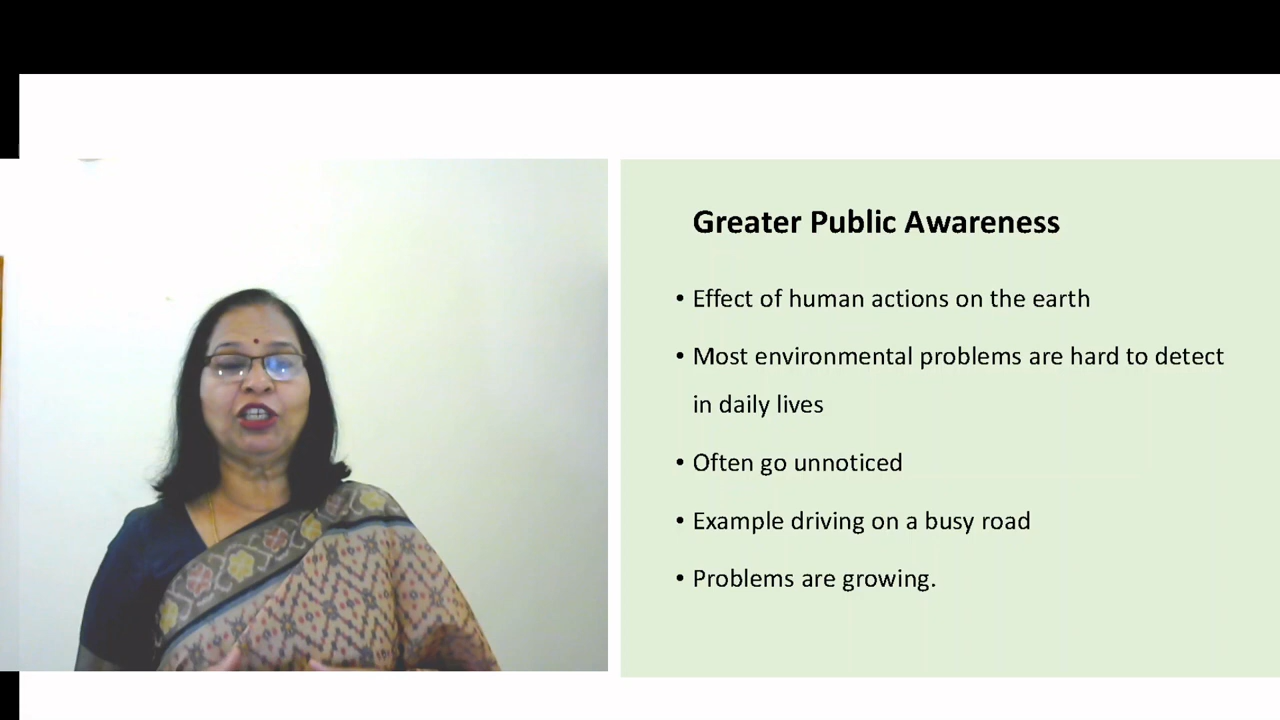 Greater Public Awareness
• Effect of human actions on the earth
• Most environmental problems are hard to detect
in daily lives
• Often go unnoticed
• Example driving on a busy road
• Problems are growing.